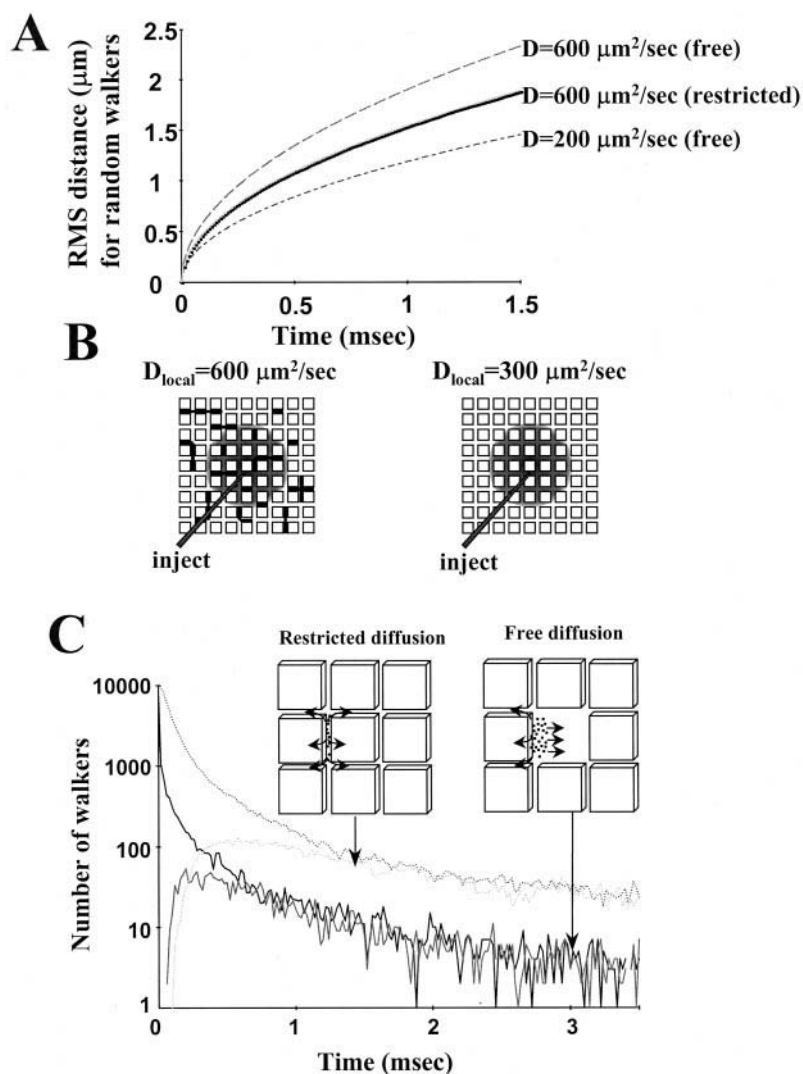 A
RMS distance (μm)
for random walkers
2.5
2
1.5
1
0.5
0
D=600 μm²/sec (free)
D=600 μm²/sec (restricted)
D=200 μm²/sec (free)
0
0.5
1
1.5
Time (msec)
B
D_local=600 μm²/sec
D_local=300 μm²/sec
inject
inject
C
Restricted diffusion
Free diffusion
Number of walkers
10000
1000
100
10
1
0
1
2
3
Time (msec)